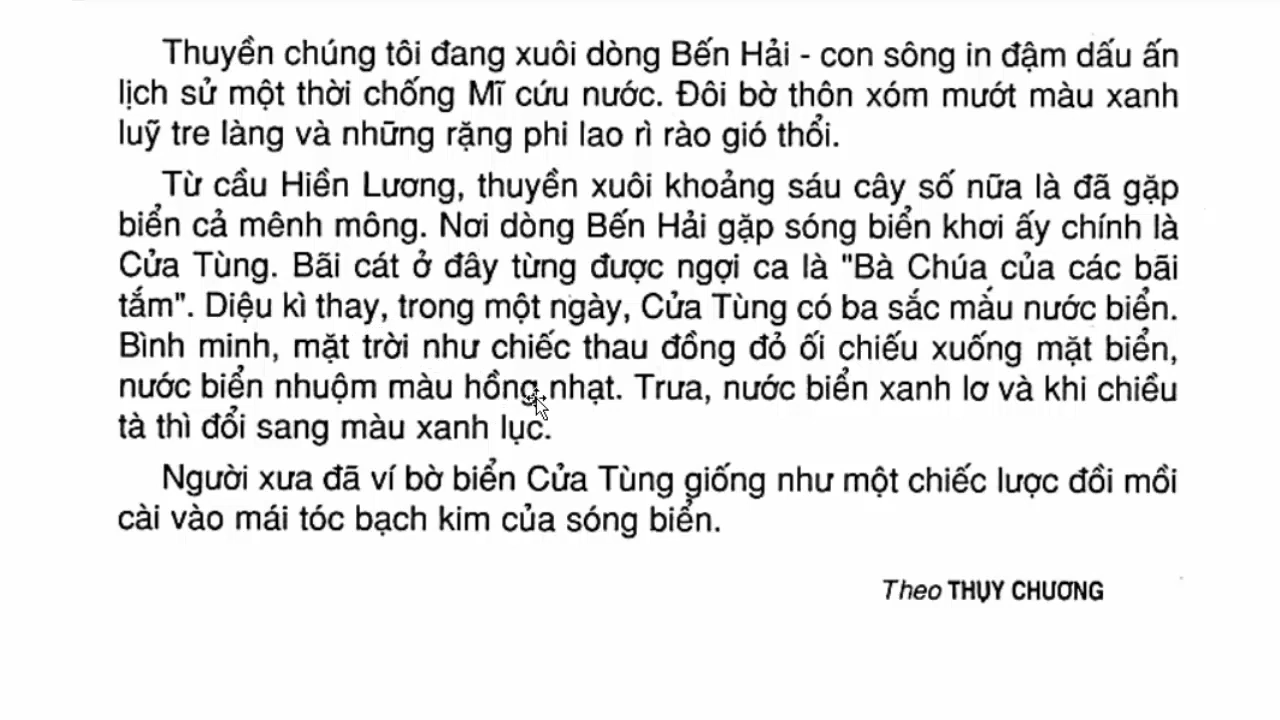 Thuyền chúng tôi đang xuôi dòng Bến Hải - con sông in đậm dấu ấn
lịch sử một thời chống Mĩ cứu nước. Đôi bờ thôn xóm mướt màu xanh
luỹ tre làng và những rặng phi lao rì rào gió thổi.
Từ cầu Hiền Lương, thuyền xuôi khoảng sáu cây số nữa là đã gặp
biển cả mênh mông. Nơi dòng Bến Hải gặp sóng biển khơi ấy chính là
Cửa Tùng. Bãi cát ở đây từng được ngợi ca là "Bà Chúa của các bãi
tắm". Diệu kì thay, trong một ngày, Cửa Tùng có ba sắc màu nước biển.
Bình minh, mặt trời như chiếc thau đồng đỏ ối chiếu xuống mặt biển,
nước biển nhuộm màu hồng nhạt. Trưa, nước biển xanh lơ và khi chiều
tà thì đổi sang màu xanh lục.
Người xưa đã ví bờ biển Cửa Tùng giống như một chiếc lược đồi mồi
cài vào mái tóc bạch kim của sóng biển.
Theo THỤY CHƯƠNG